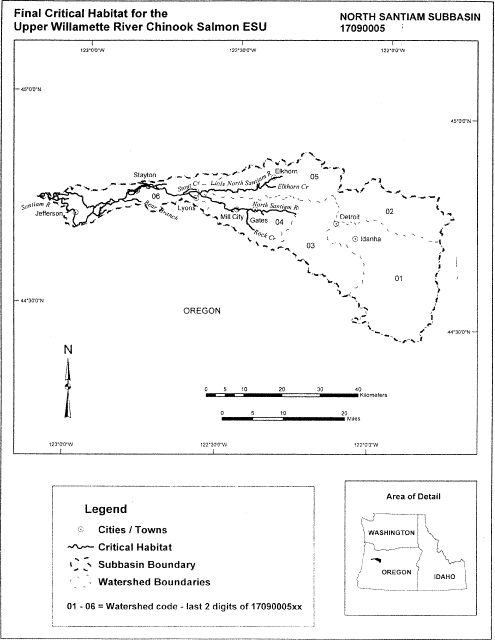 Final Critical Habitat for the
Upper Willamette River Chinook Salmon ESU
NORTH SANTIAM SUBBASIN
17090005
123°0'0"W
122°30'0"W
122°0'0"W
45°0'0"N
45°0'0"N
Elkhorn
05
Stayton
Stout Cr
Little North Santiam R
Elkhorn Cr
06
Santiam R
Jefferson
Bear Branch
Lyons
North Santiam R
02
Detroit
Mill City
Gates
04
Idanha
Rock Cr
03
01
44°30'0"N
OREGON
44°30'0"N
N
0 5 10 20 30 40
Kilometers
0 5 10 20
Miles
123°0'0"W
122°30'0"W
122°0'0"W
Legend
Cities / Towns
Critical Habitat
Subbasin Boundary
Watershed Boundaries
01 - 06 = Watershed code - last 2 digits of 17090005xx
Area of Detail
WASHINGTON
OREGON
IDAHO